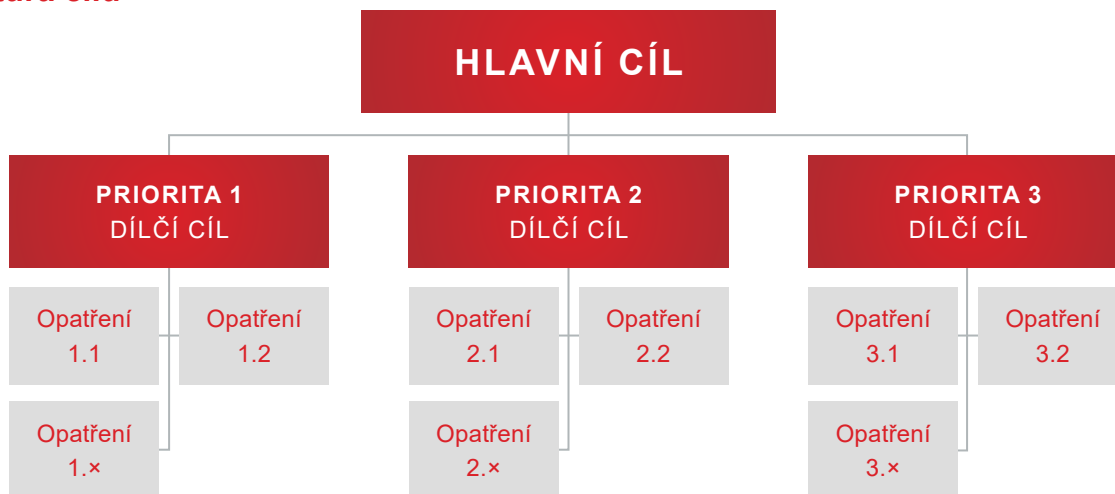 HLAVNÍ CÍL
PRIORITA 1
DÍLČÍ CÍL
PRIORITA 2
DÍLČÍ CÍL
PRIORITA 3
DÍLČÍ CÍL
Opatření
1.1
Opatření
1.2
Opatření
2.1
Opatření
2.2
Opatření
3.1
Opatření
3.2
Opatření
1.×
Opatření
2.×
Opatření
3.×